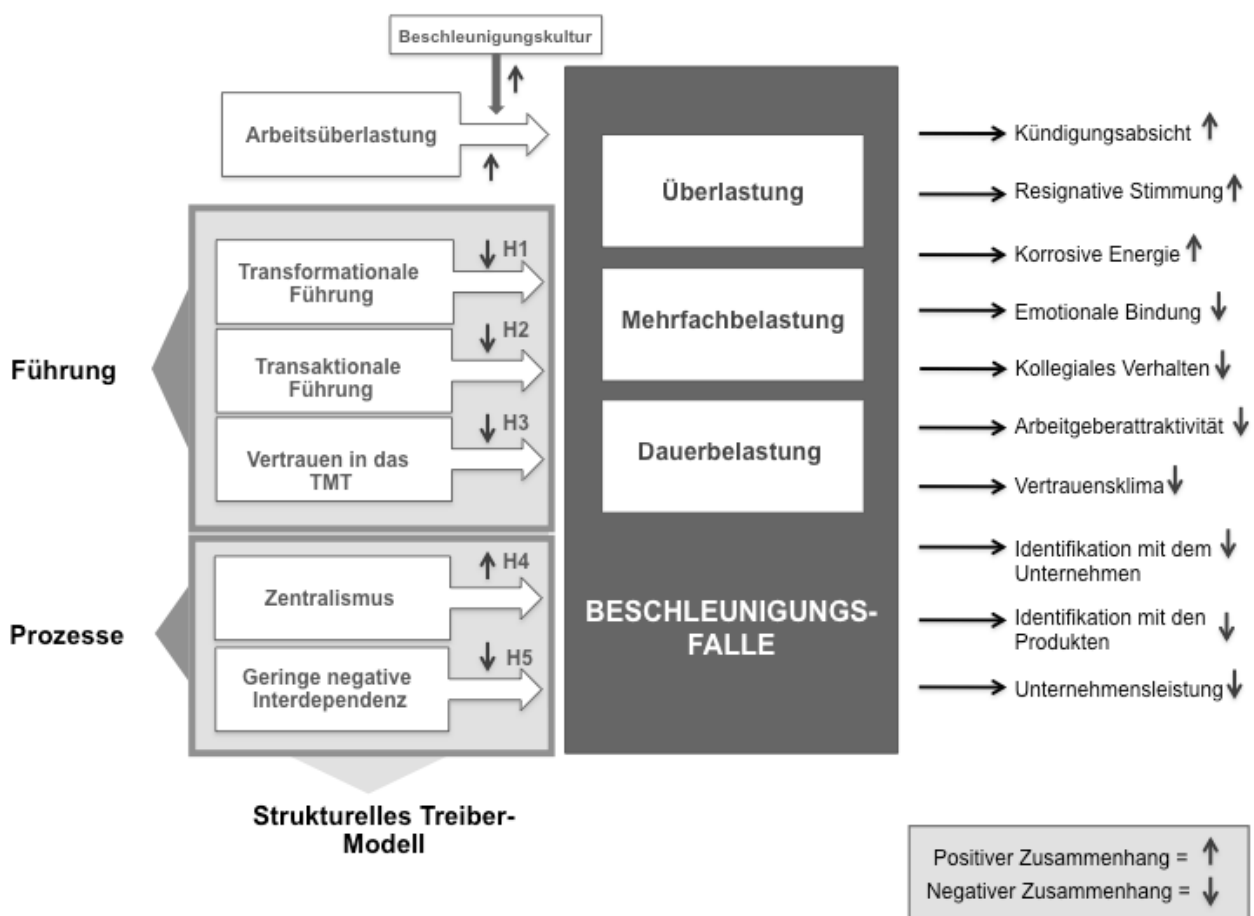 Beschleunigungskultur
Arbeitsüberlastung
Führung
Transformationale
Führung
H1
Transaktionale
Führung
H2
Vertrauen in das
TMT
H3
Prozesse
Zentralismus
H4
Geringe negative
Interdependenz
H5
Strukturelles Treiber-
Modell
Überlastung
Mehrfachbelastung
Dauerbelastung
BESCHLEUNIGUNGS-
FALLE
Kündigungsabsicht
Resignative Stimmung
Korrosive Energie
Emotionale Bindung
Kollegiales Verhalten
Arbeitgeberattraktivität
Vertrauensklima
Identifikation mit dem
Unternehmen
Identifikation mit den
Produkten
Unternehmensleistung
Positiver Zusammenhang = ↑
Negativer Zusammenhang = ↓